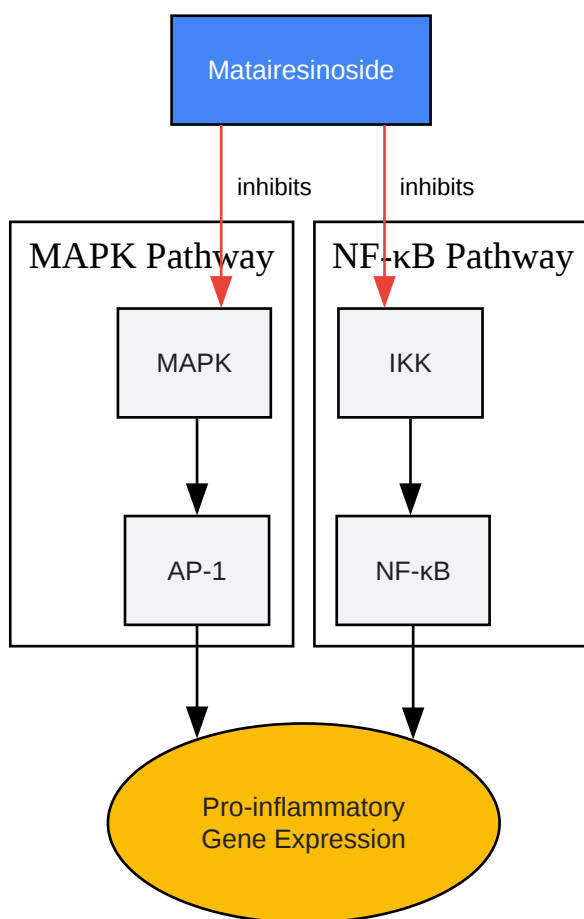 Matairesinoside
inhibits
inhibits
MAPK Pathway
NF-κB Pathway
MAPK
IKK
AP-1
NF-κB
Pro-inflammatory
Gene Expression